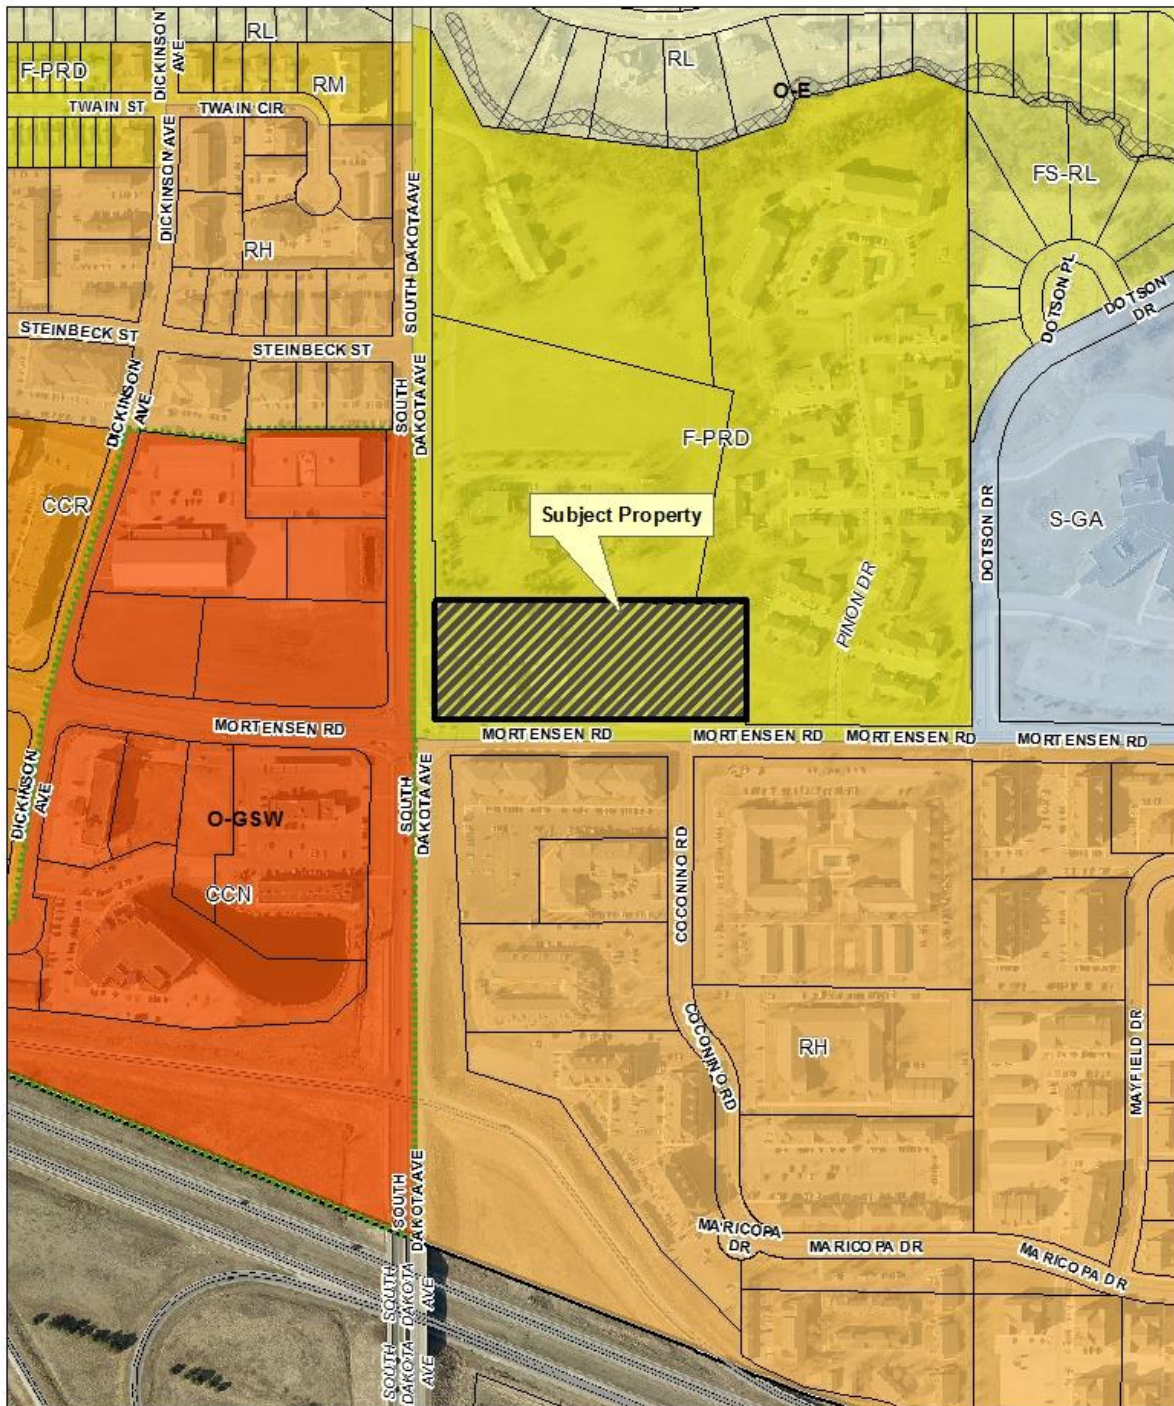 RL
DICKINSON
AVE
RL
F-PRD
RM
O-E
TWAIN ST
TWAIN CIR
DICKINSON AVE
FS-RL
SOUTH DAKOTA AVE
RH
DOTSON PL
DOTSON
DR
STEINBECK ST
STEINBECK ST
DICKINSON
AVE
SOUTH
DAKOTA AVE
F-PRD
CCR
Subject Property
S-GA
DOTSON DR
PINON DR
MORTENSEN RD
MORTENSEN RD
MORTENSEN RD
MORTENSEN RD
MORTENSEN RD
DICKINSON
AVE
SOUTH
DAKOTA AVE
O-GSW
COCONINO RD
CCN
COCONINO RD
RH
MAYFIELD DR
SOUTH
DAKOTA AVE
MARICOPA
DR
MARICOPA DR
MARICOPA DR
SOUTH
DAKOTA
AVE
SOUTH
DAKOTA
AVE